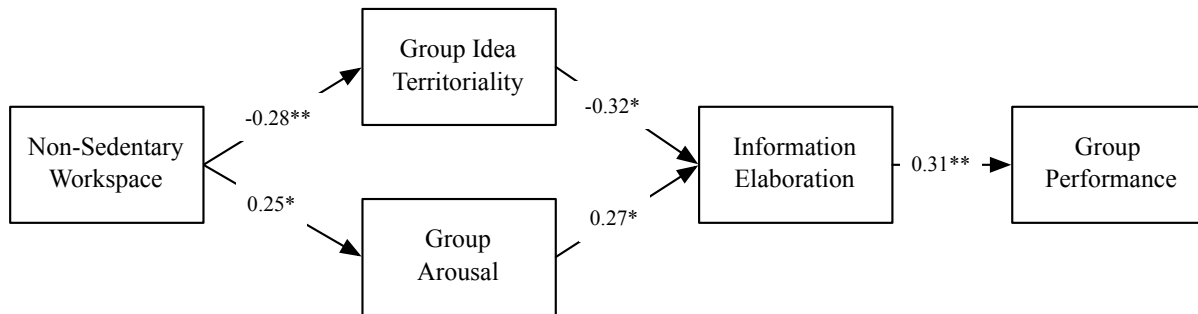 Group Idea
Territoriality
-0.28**
-0.32*
Non-Sedentary
Workspace
Information
Elaboration
0.31**
Group
Performance
0.25*
0.27*
Group
Arousal